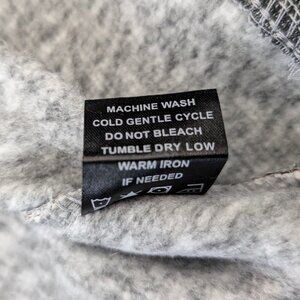 MACHINE WASH
COLD GENTLE CYCLE
DO NOT BLEACH
TUMBLE DRY LOW
WARM IRON
IF NEEDED